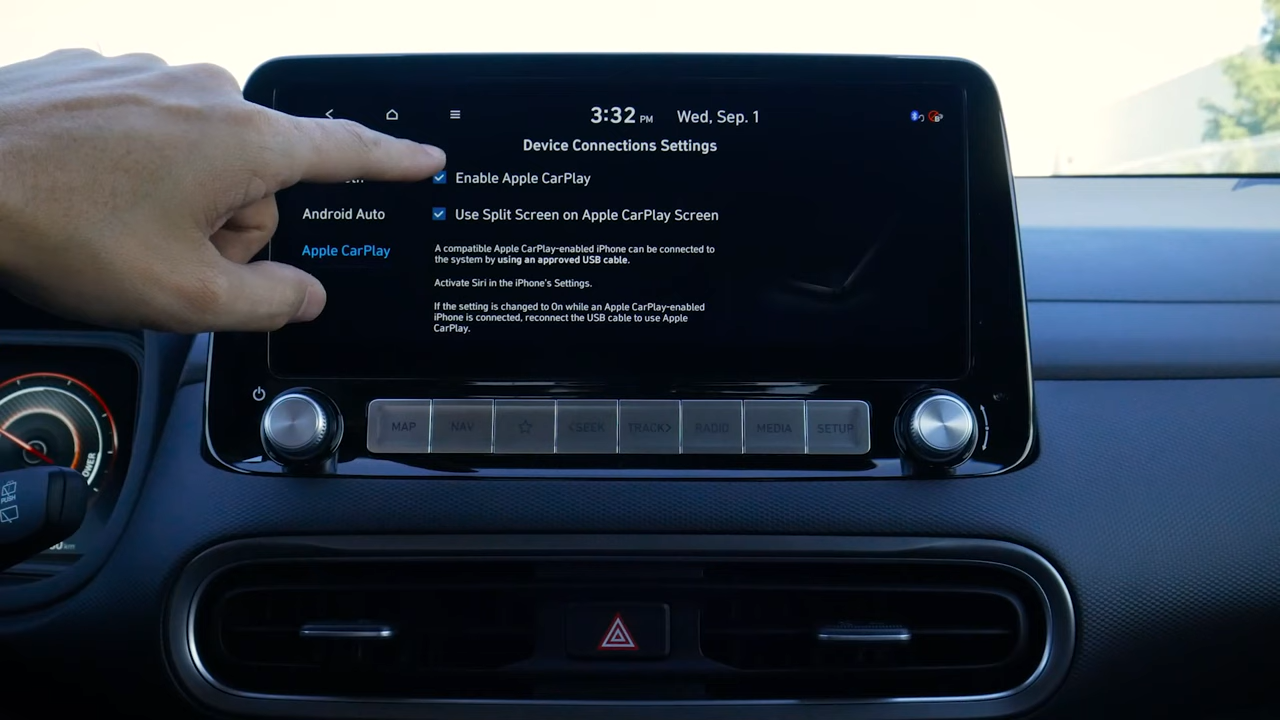 3:32 PM Wed, Sep. 1
Device Connections Settings
Enable Apple CarPlay
Android Auto
Use Split Screen on Apple CarPlay Screen
Apple CarPlay
A compatible Apple CarPlay-enabled iPhone can be connected to
the system by using an approved USB cable.
Activate Siri in the iPhone's Settings.
If the setting is changed to On while an Apple CarPlay-enabled
iPhone is connected, reconnect the USB cable to use Apple
CarPlay.
MAP NAV <SEEK TRACK> RADIO MEDIA SETUP
PUSH